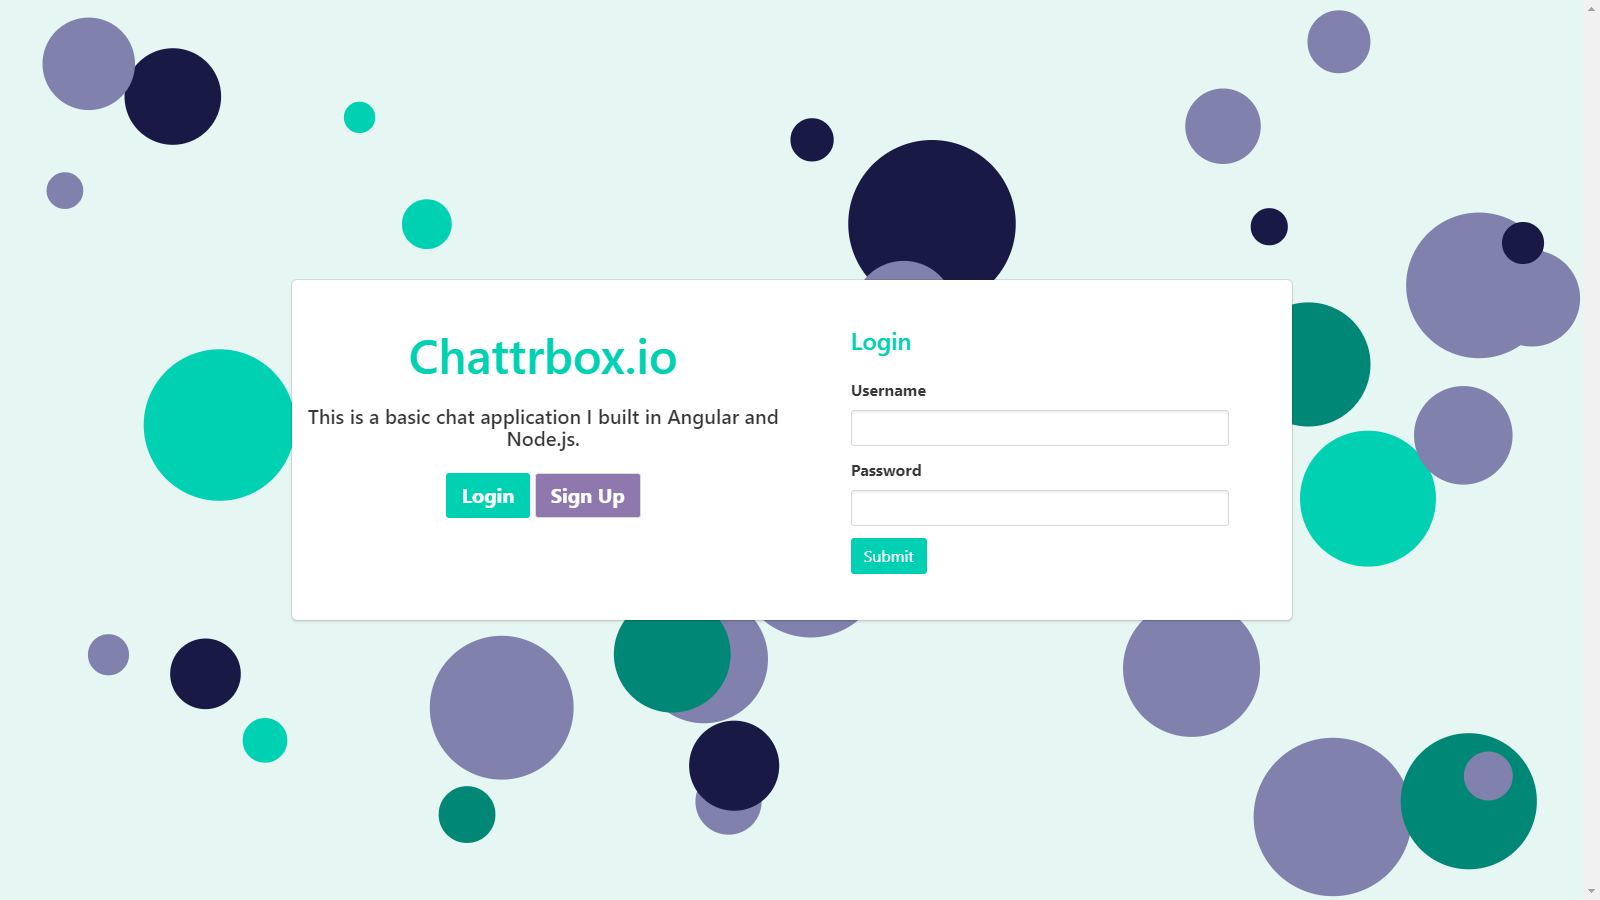 Chattrbox.io
This is a basic chat application I built in Angular and
Node.js.
Login
Sign Up
Login
Username
Password
Submit